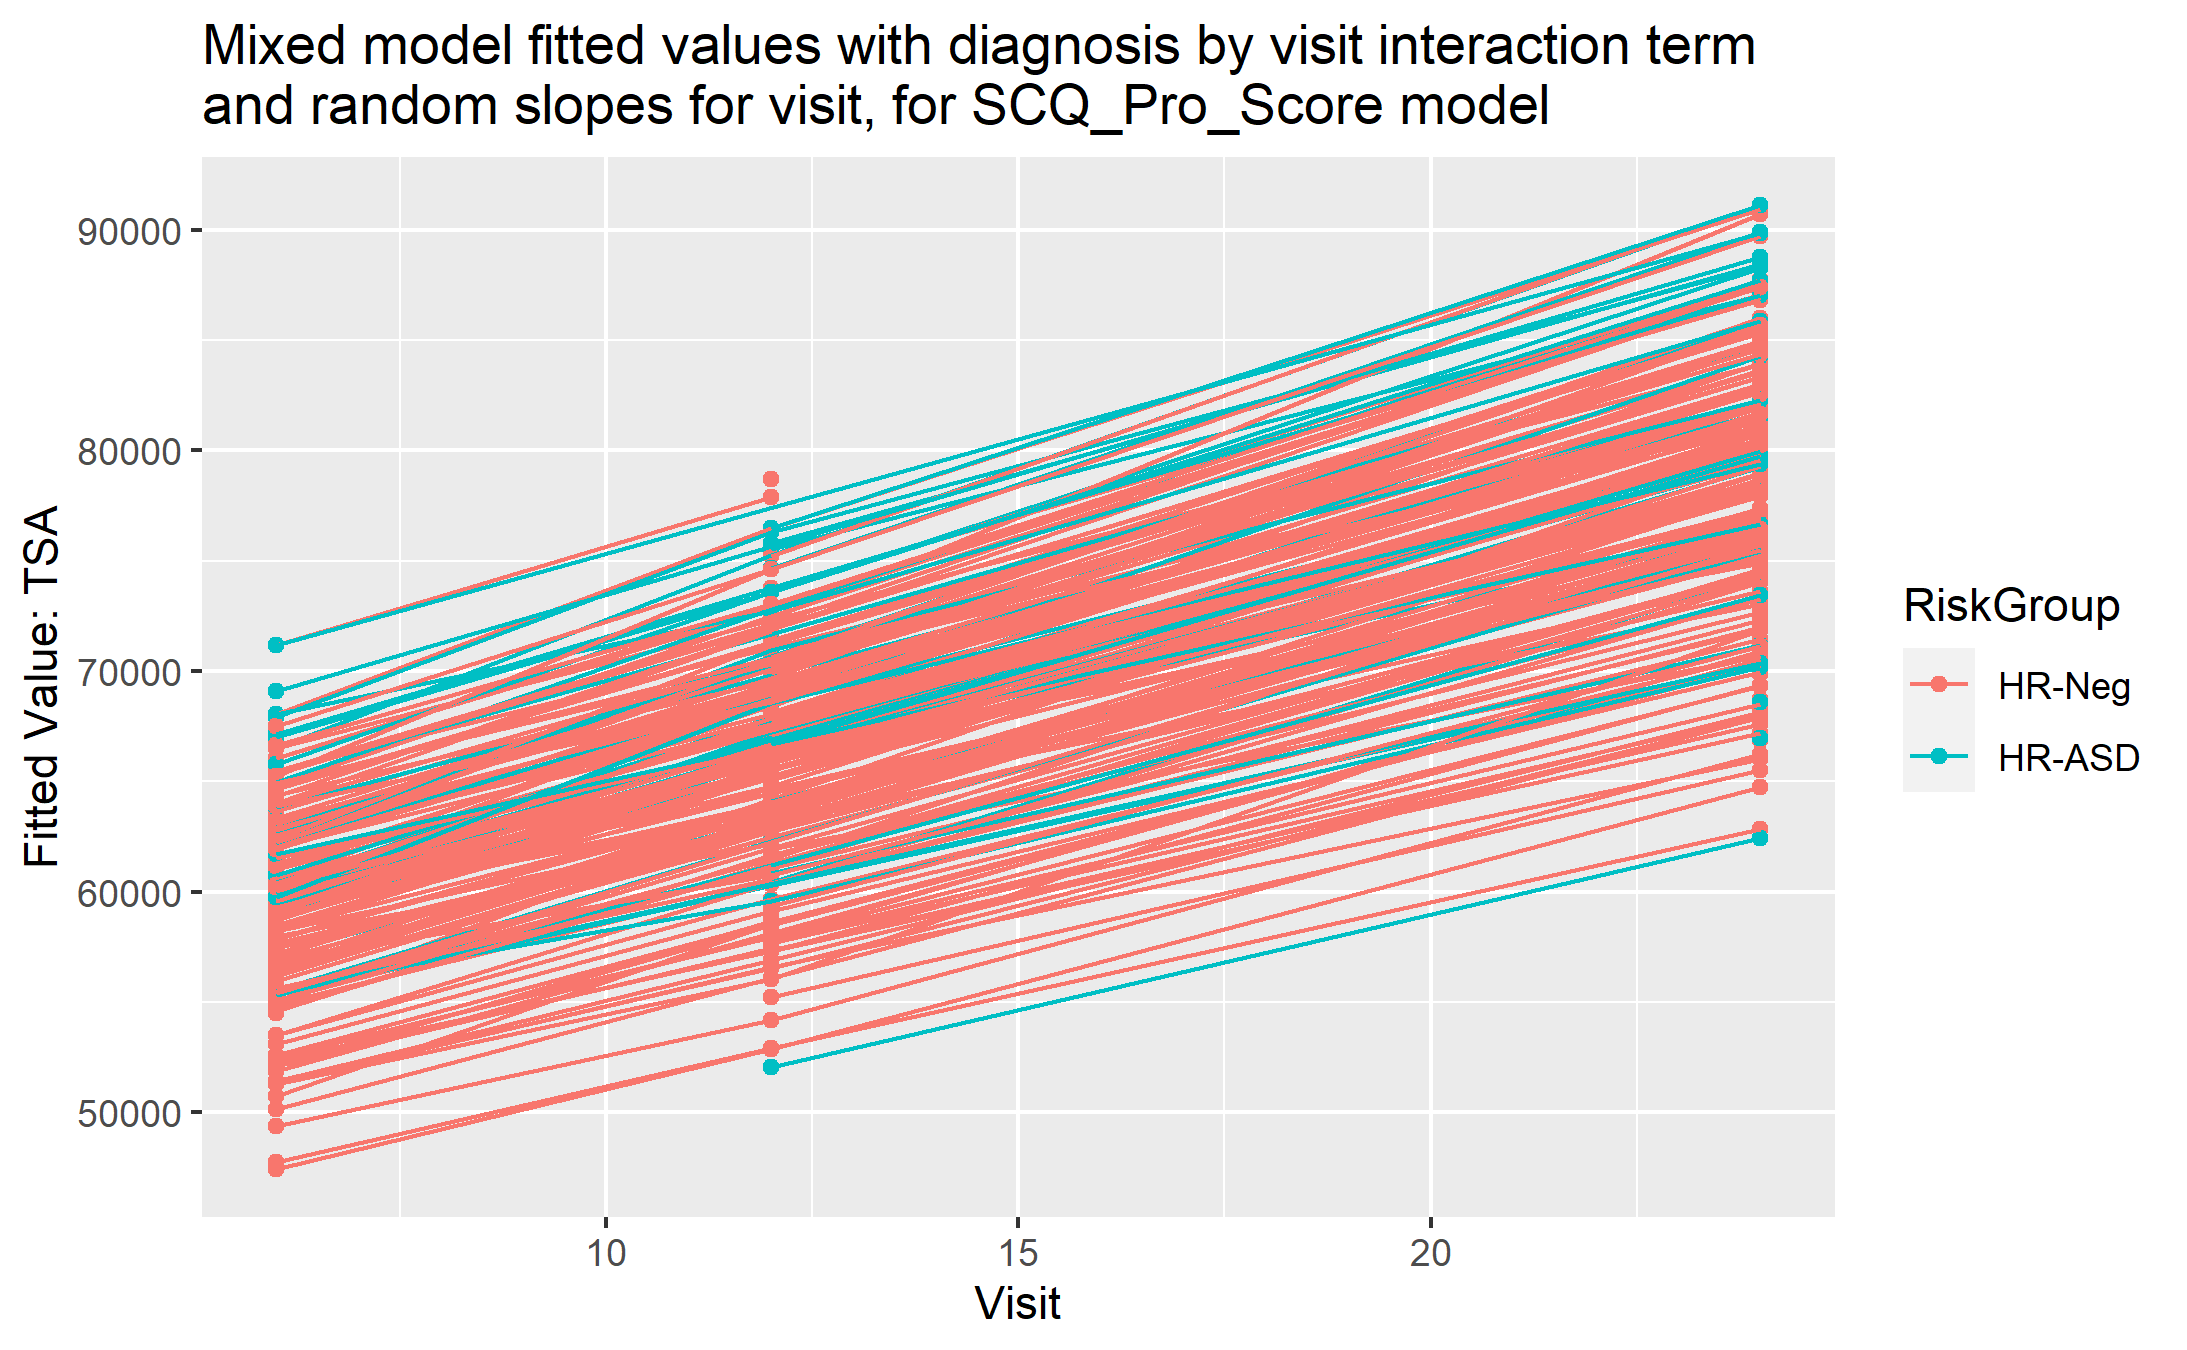 Mixed model fitted values with diagnosis by visit interaction term
and random slopes for visit, for SCQ_Pro_Score model
90000
80000
70000
60000
50000
Fitted Value: TSA
10
15
20
Visit
RiskGroup
HR-Neg
HR-ASD